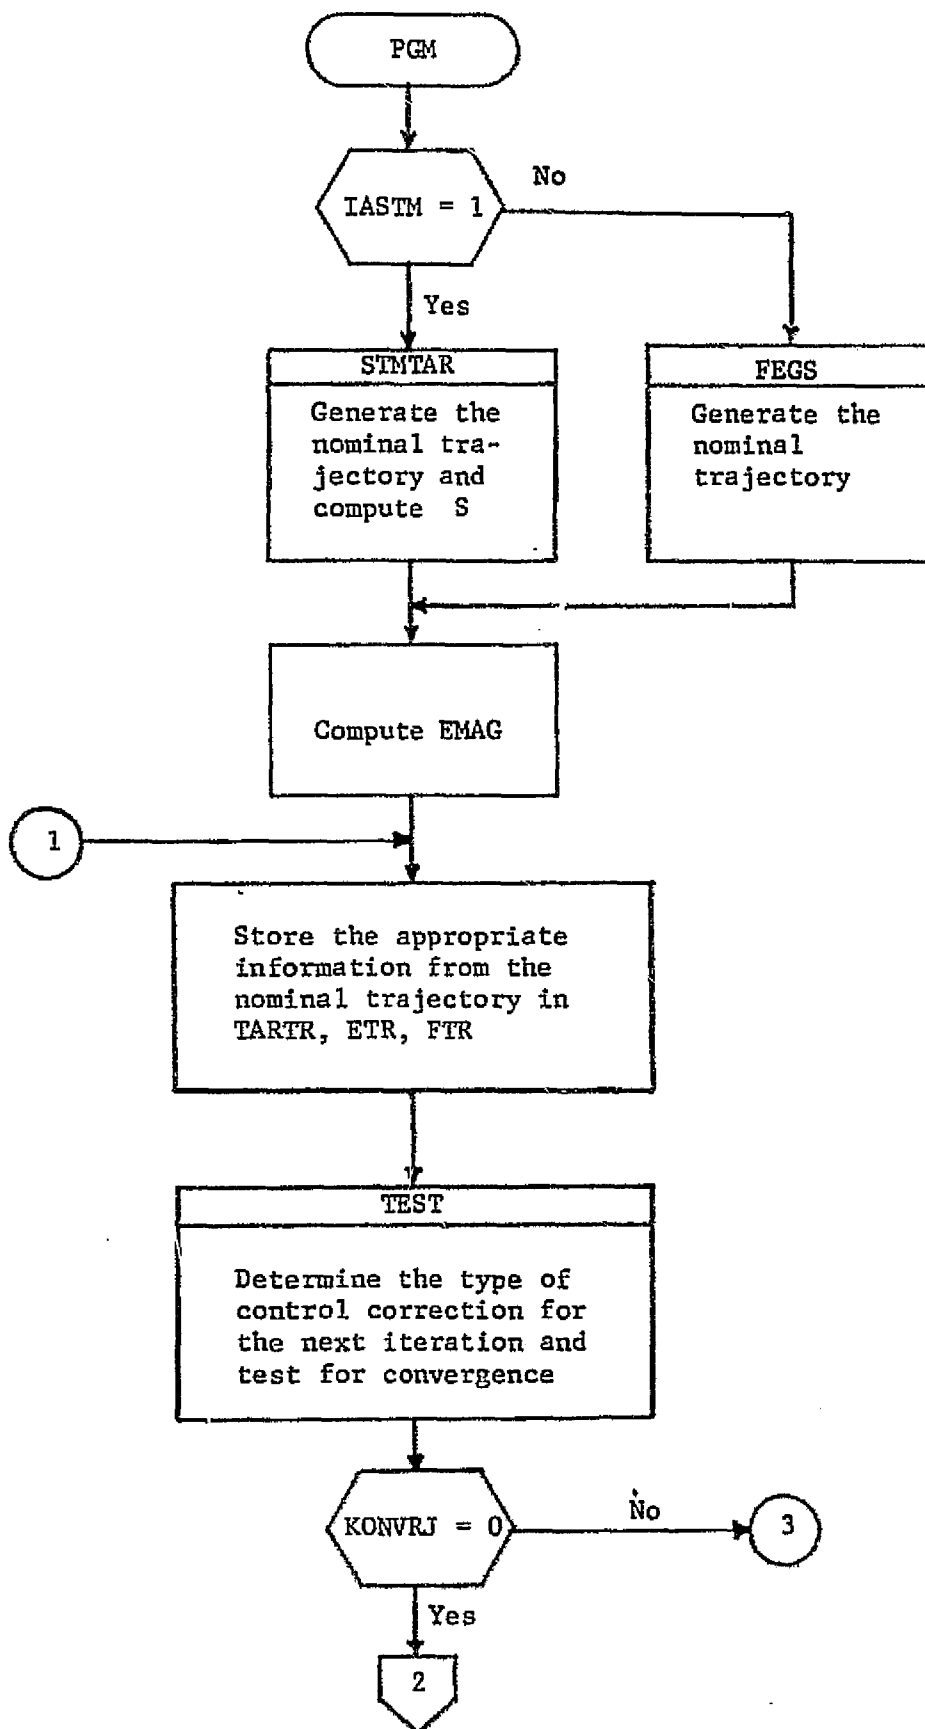 PGM
No
IASTM = 1
Yes
STMTAR
Generate the
nominal tra-
jectory and
compute S
FEGS
Generate the
nominal
trajectory
Compute EMAG
1
Store the appropriate
information from the
nominal trajectory in
TARTR, ETR, FTR
TEST
Determine the type of
control correction for
the next iteration and
test for convergence
KONVRJ = 0
No
3
Yes
2